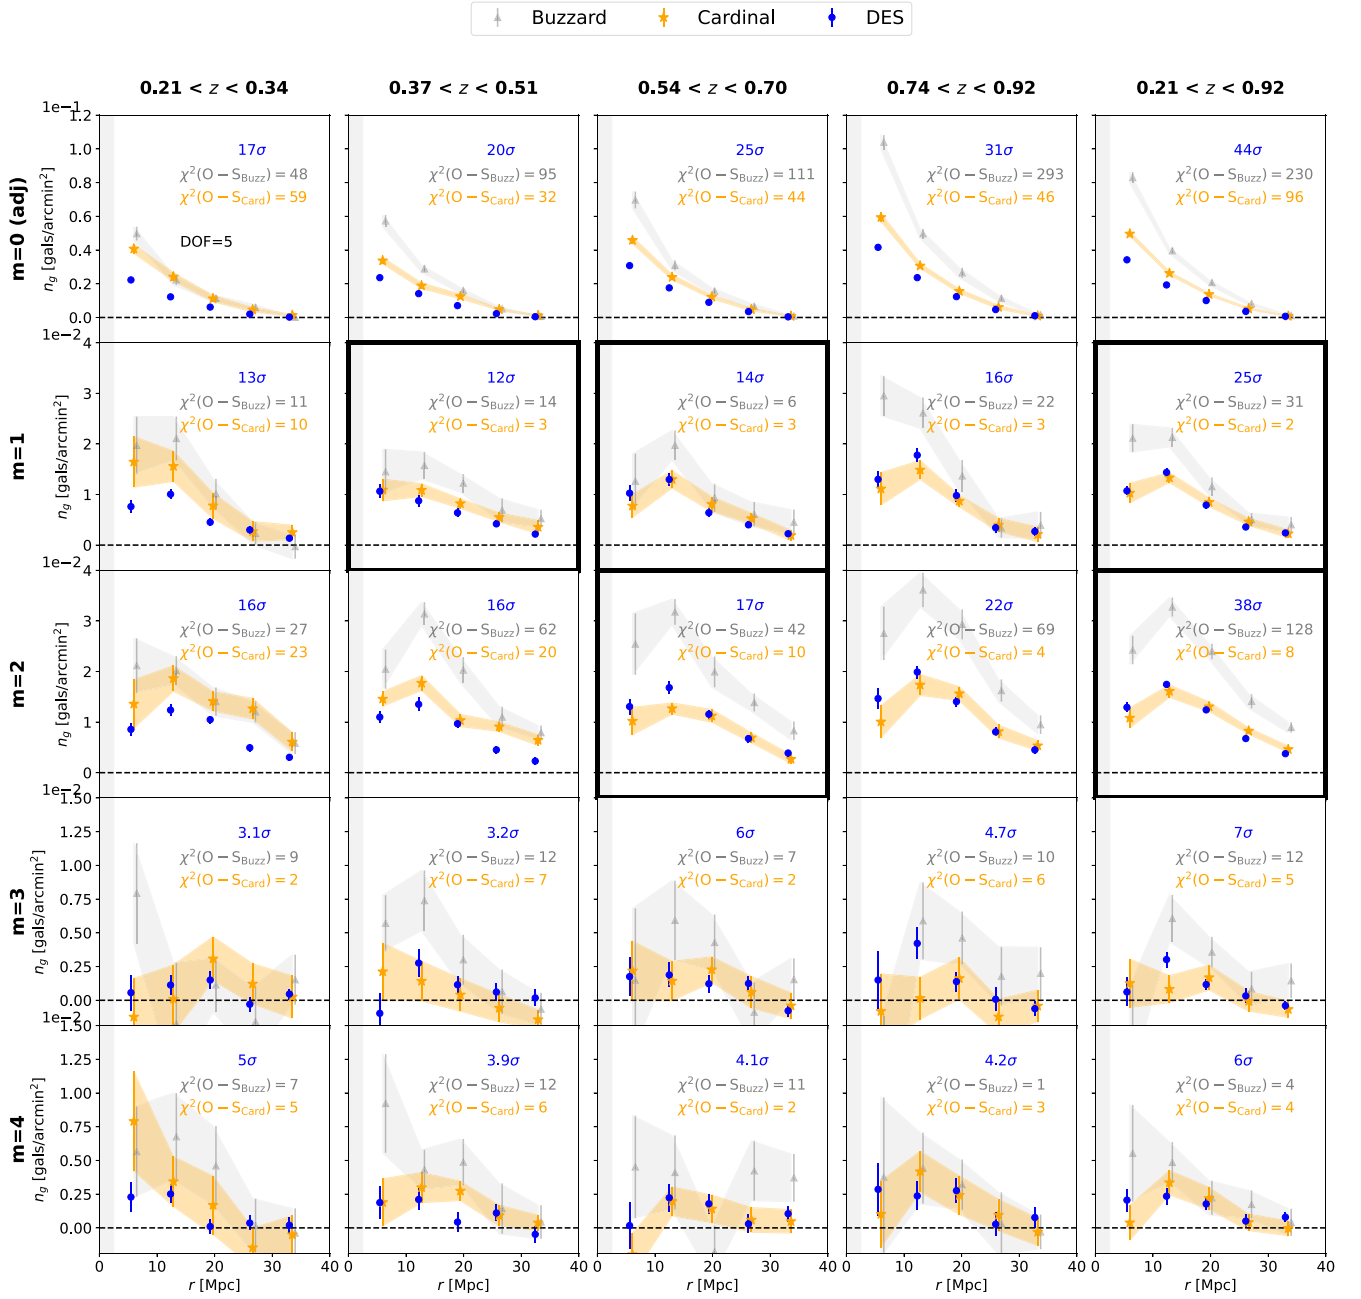 Buzzard Cardinal DES
0.21 < z < 0.34 0.37 < z < 0.51 0.54 < z < 0.70 0.74 < z < 0.92 0.21 < z < 0.92
1e−1
m=0 (adj)
n_g [gals/arcmin²]
1.2
1.0
0.8
0.6
0.4
0.2
0.0
17σ
χ²(O − S_Buzz) = 48
χ²(O − S_Card) = 59
DOF=5
20σ
χ²(O − S_Buzz) = 95
χ²(O − S_Card) = 32
25σ
χ²(O − S_Buzz) = 111
χ²(O − S_Card) = 44
31σ
χ²(O − S_Buzz) = 293
χ²(O − S_Card) = 46
44σ
χ²(O − S_Buzz) = 230
χ²(O − S_Card) = 96
1e−2
m=1
n_g [gals/arcmin²]
4
3
2
1
0
13σ
χ²(O − S_Buzz) = 11
χ²(O − S_Card) = 10
12σ
χ²(O − S_Buzz) = 14
χ²(O − S_Card) = 3
14σ
χ²(O − S_Buzz) = 6
χ²(O − S_Card) = 3
16σ
χ²(O − S_Buzz) = 22
χ²(O − S_Card) = 3
25σ
χ²(O − S_Buzz) = 31
χ²(O − S_Card) = 2
1e−2
m=2
n_g [gals/arcmin²]
4
3
2
1
0
16σ
χ²(O − S_Buzz) = 27
χ²(O − S_Card) = 23
16σ
χ²(O − S_Buzz) = 62
χ²(O − S_Card) = 20
17σ
χ²(O − S_Buzz) = 42
χ²(O − S_Card) = 10
22σ
χ²(O − S_Buzz) = 69
χ²(O − S_Card) = 4
38σ
χ²(O − S_Buzz) = 128
χ²(O − S_Card) = 8
1e−2
m=3
n_g [gals/arcmin²]
1.50
1.25
1.00
0.75
0.50
0.25
0.00
3.1σ
χ²(O − S_Buzz) = 9
χ²(O − S_Card) = 2
3.2σ
χ²(O − S_Buzz) = 12
χ²(O − S_Card) = 7
6σ
χ²(O − S_Buzz) = 7
χ²(O − S_Card) = 2
4.7σ
χ²(O − S_Buzz) = 10
χ²(O − S_Card) = 6
7σ
χ²(O − S_Buzz) = 12
χ²(O − S_Card) = 5
1e−2
m=4
n_g [gals/arcmin²]
1.50
1.25
1.00
0.75
0.50
0.25
0.00
5σ
χ²(O − S_Buzz) = 7
χ²(O − S_Card) = 5
3.9σ
χ²(O − S_Buzz) = 12
χ²(O − S_Card) = 6
4.1σ
χ²(O − S_Buzz) = 11
χ²(O − S_Card) = 2
4.2σ
χ²(O − S_Buzz) = 1
χ²(O − S_Card) = 3
6σ
χ²(O − S_Buzz) = 4
χ²(O − S_Card) = 4
0 10 20 30 40 0 10 20 30 40 0 10 20 30 40 0 10 20 30 40 0 10 20 30 40
r [Mpc] r [Mpc] r [Mpc] r [Mpc] r [Mpc]